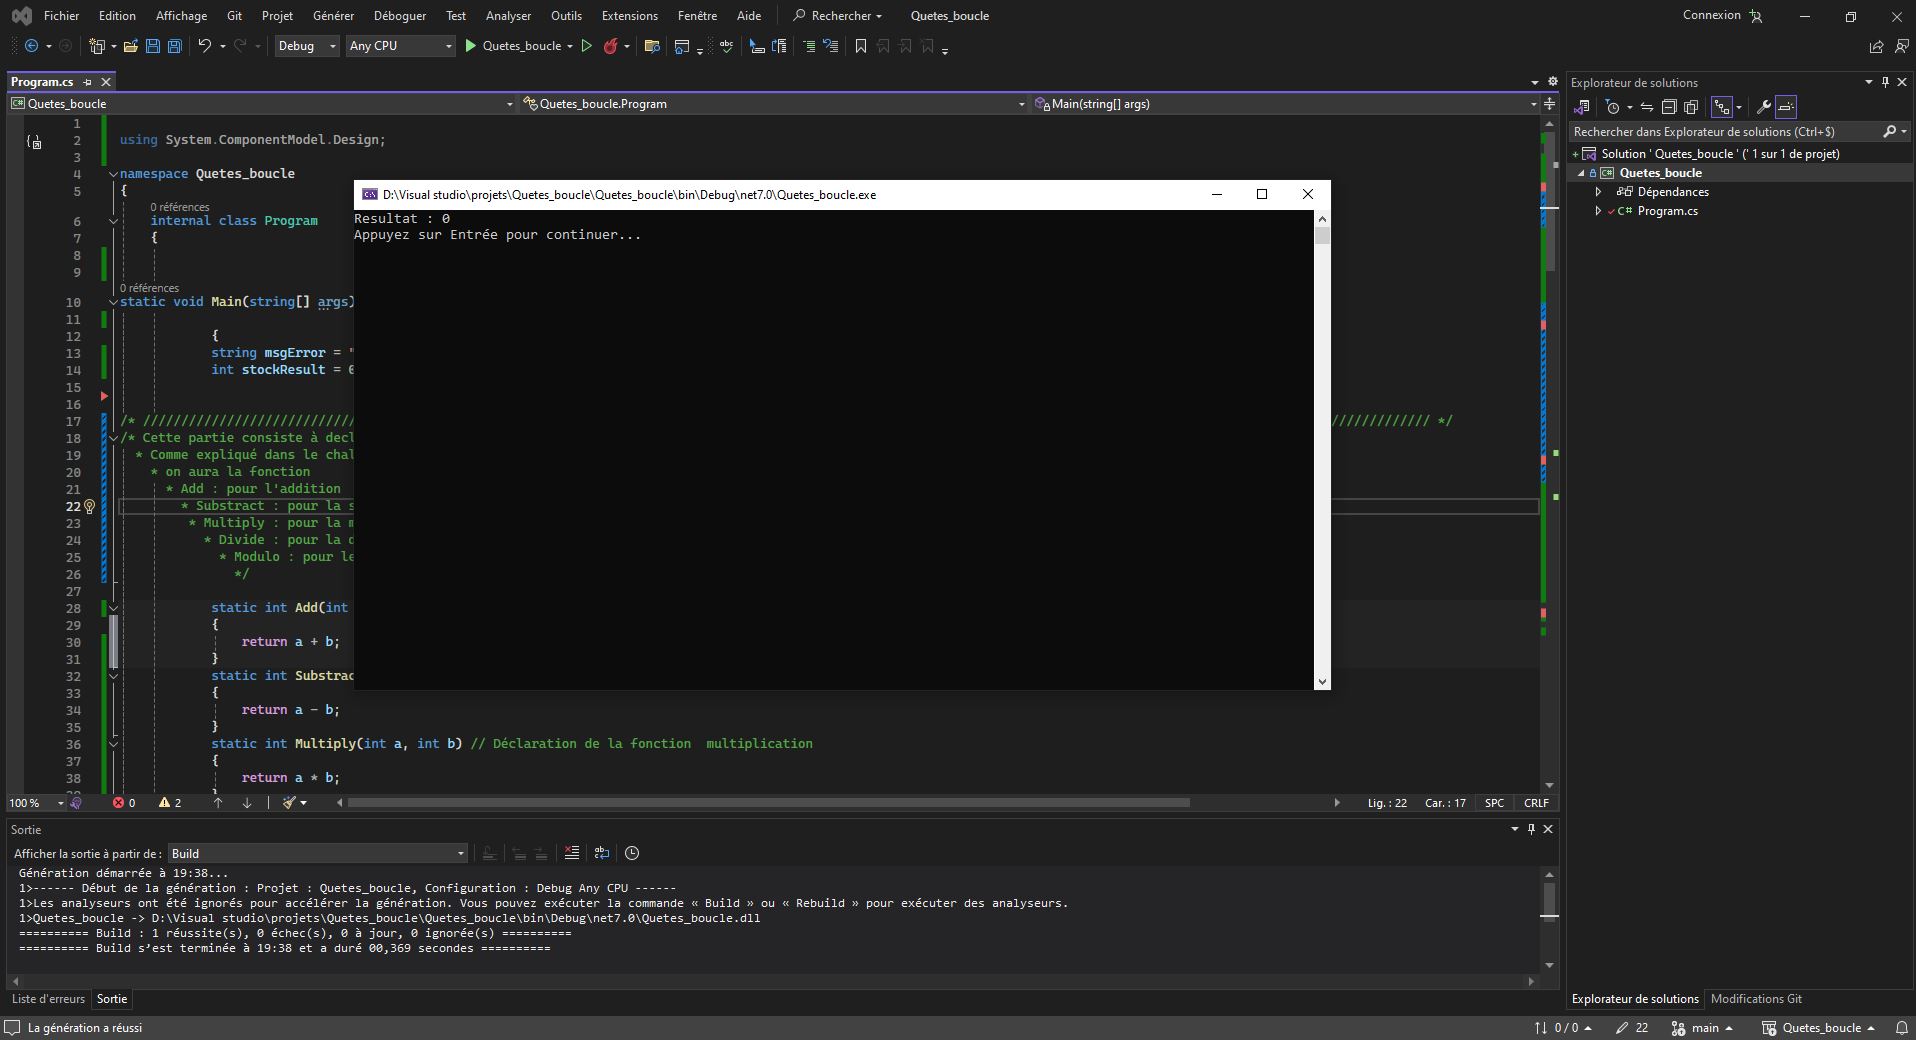 Fichier Edition Affichage Git Projet Générer Déboguer Test Analyser Outils Extensions Fenêtre Aide Rechercher Quetes_boucle Connexion
Debug Any CPU Quetes_boucle
Program.cs
Quetes_boucle Quetes_boucle.Program Main(string[] args)
1
2 using System.ComponentModel.Design;
3
4 namespace Quetes_boucle
5 {
0 références
6 internal class Program
7 {
8
9
0 références
10 static void Main(string[] args)
11
12 {
13 string msgError = "
14 int stockResult = 0
15
16
17 /* //////////////////////////// ///////////// */
18 /* Cette partie consiste à decl
19 * Comme expliqué dans le chal
20 * on aura la fonction
21 * Add : pour l'addition
22 * Substract : pour la s
23 * Multiply : pour la m
24 * Divide : pour la d
25 * Modulo : pour le
26 */
27
28 static int Add(int
29 {
30 return a + b;
31 }
32 static int Substrac
33 {
34 return a - b;
35 }
36 static int Multiply(int a, int b) // Déclaration de la fonction  multiplication
37 {
38 return a * b;
39 }
D:\Visual studio\projets\Quetes_boucle\Quetes_boucle\bin\Debug\net7.0\Quetes_boucle.exe
Resultat : 0
Appuyez sur Entrée pour continuer...
100 % 0 2 Lig. : 22 Car. : 17 SPC CRLF
Sortie
Afficher la sortie à partir de : Build
Génération démarrée à 19:38...
1>------ Début de la génération : Projet : Quetes_boucle, Configuration : Debug Any CPU ------
1>Les analyseurs ont été ignorés pour accélérer la génération. Vous pouvez exécuter la commande « Build » ou « Rebuild » pour exécuter des analyseurs.
1>Quetes_boucle -> D:\Visual studio\projets\Quetes_boucle\Quetes_boucle\bin\Debug\net7.0\Quetes_boucle.dll
========== Build : 1 réussite(s), 0 échec(s), 0 à jour, 0 ignorée(s) ==========
========== Build s’est terminée à 19:38 et a duré 00,369 secondes ==========
Liste d'erreurs Sortie
Explorateur de solutions
Rechercher dans Explorateur de solutions (Ctrl+$)
Solution ' Quetes_boucle ' (' 1 sur 1 de projet)
Quetes_boucle
Dépendances
Program.cs
Explorateur de solutions Modifications Git
La génération a réussi 0 / 0 22 main Quetes_boucle